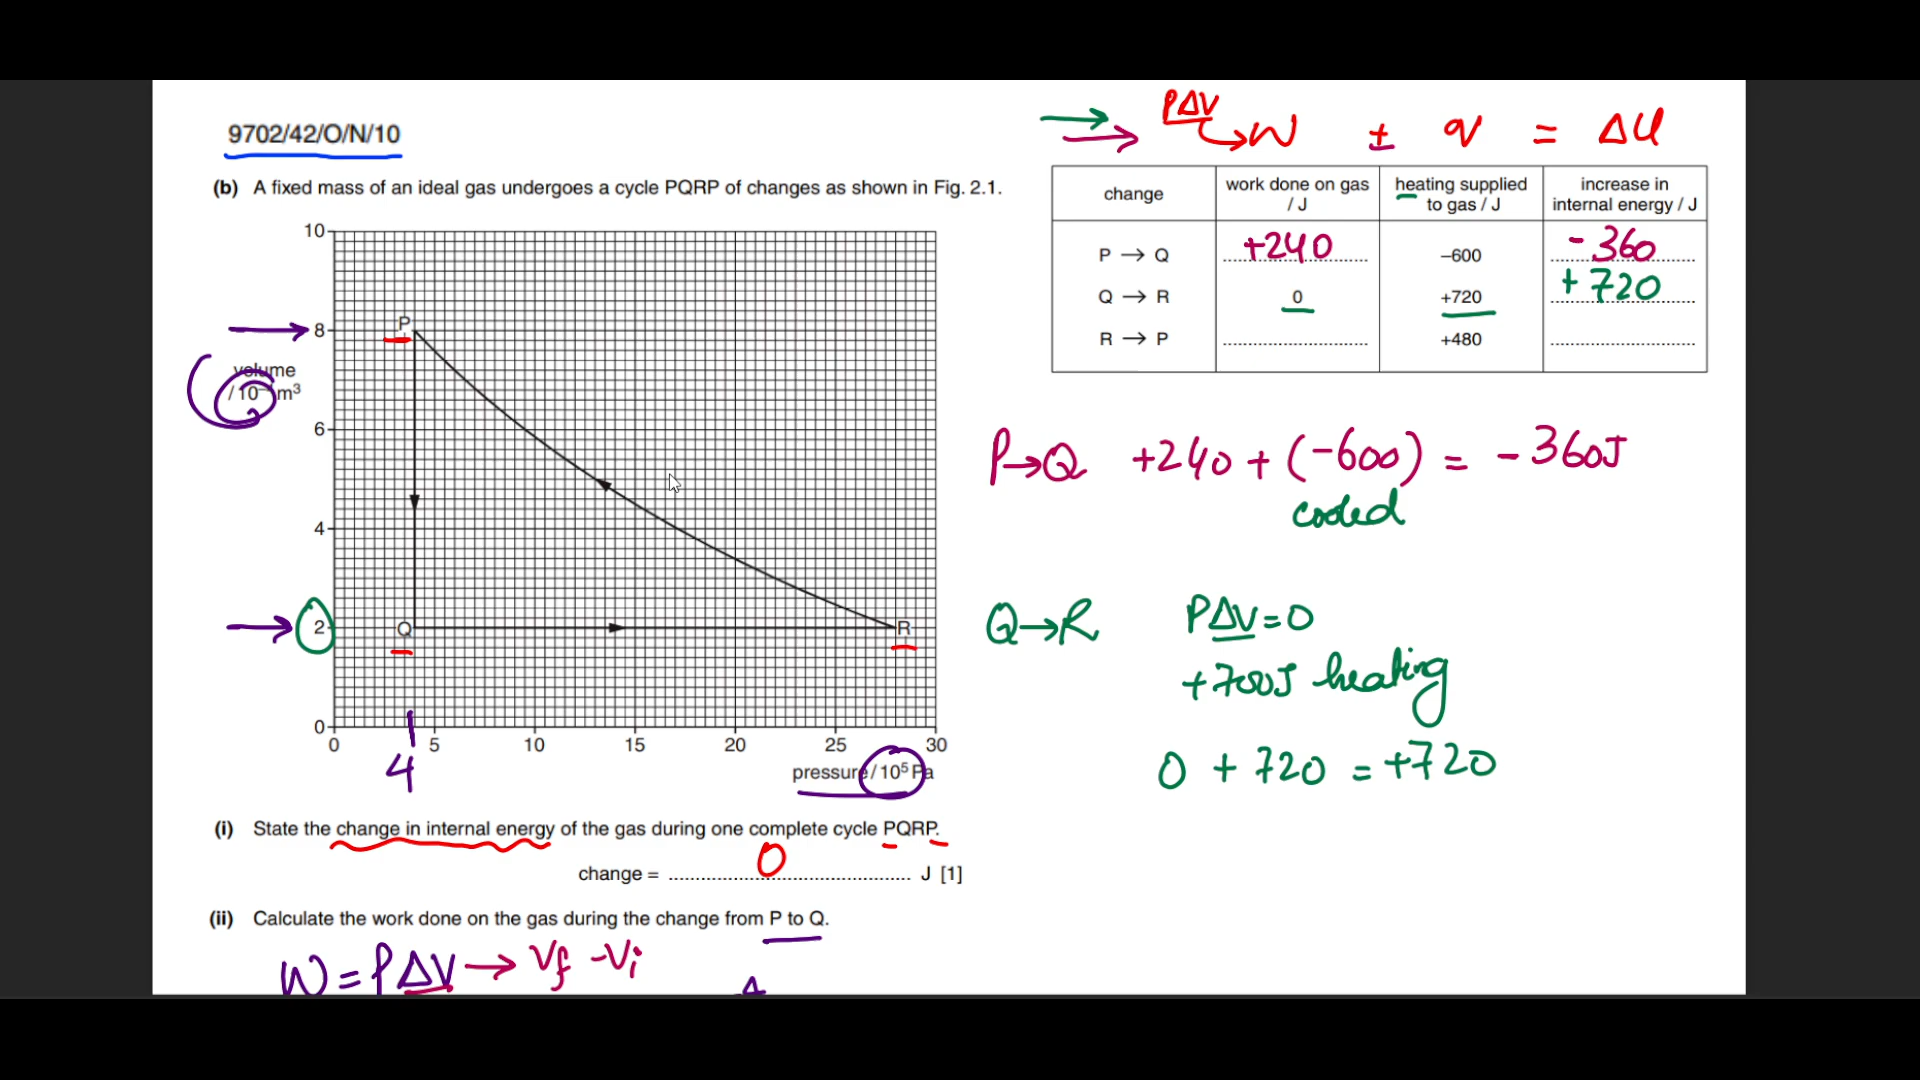 9702/42/O/N/10
(b) A fixed mass of an ideal gas undergoes a cycle PQRP of changes as shown in Fig. 2.1.
10
P
8
volume
/ 10 m³
6
4
2
Q
R
0
0 5 10 15 20 25 30
4
pressure / 10⁵ Pa
(i) State the change in internal energy of the gas during one complete cycle PQRP.
change = .......... 0 .......... J [1]
(ii) Calculate the work done on the gas during the change from P to Q.
W = PΔV → Vf - Vi
4
PΔV
W ± q = ΔU
change work done on gas / J heating supplied to gas / J increase in internal energy / J
P → Q +240 –600 - 360
Q → R 0 +720 + 720
R → P .......... +480 ..........
P→Q +240 + (-600) = - 360J
cooled
Q→R PΔV = 0
+700J heating
0 + 720 = +720